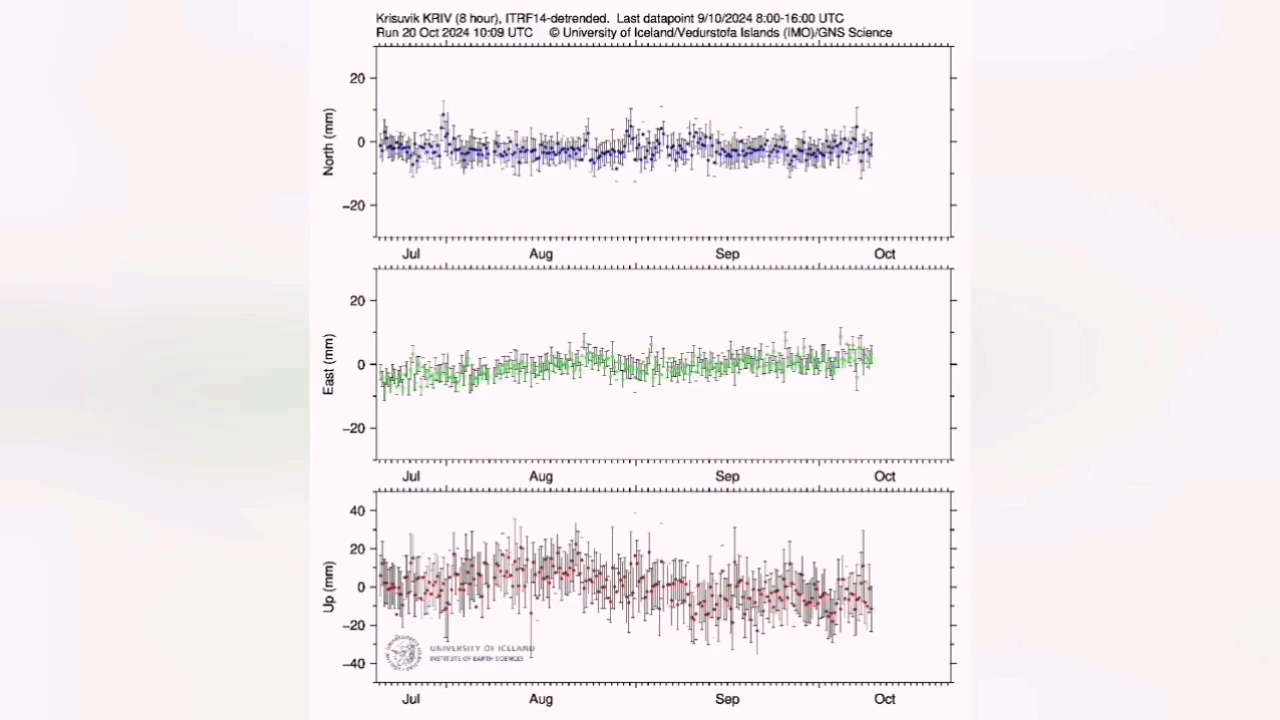 Krisuvik KRIV (8 hour), ITRF14-detrended. Last datapoint 9/10/2024 8:00-16:00 UTC
Run 20 Oct 2024 10:09 UTC © University of Iceland/Vedurstofa Islands (IMO)/GNS Science
North (mm)
20
0
−20
Jul Aug Sep Oct
East (mm)
20
0
−20
Jul Aug Sep Oct
Up (mm)
40
20
0
−20
−40
UNIVERSITY OF ICELAND
INSTITUTE OF EARTH SCIENCES
Jul Aug Sep Oct